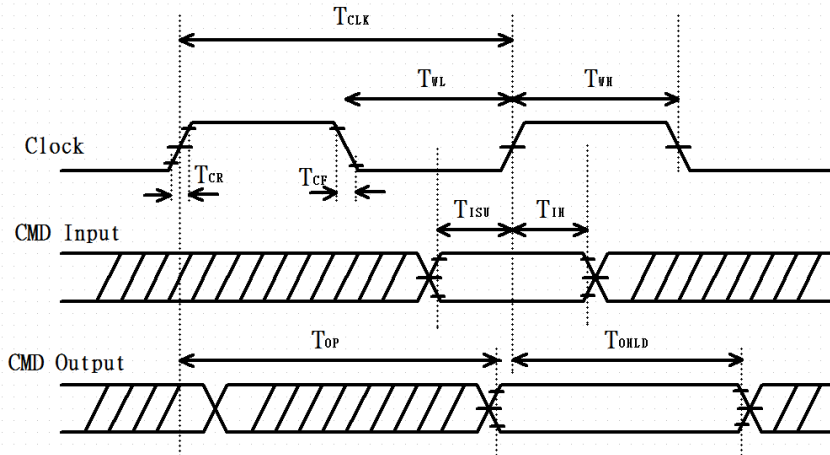 TCLK
TWL TWH
Clock
TCR TCF
TISU TIH
CMD Input
TOP TOHLD
CMD Output